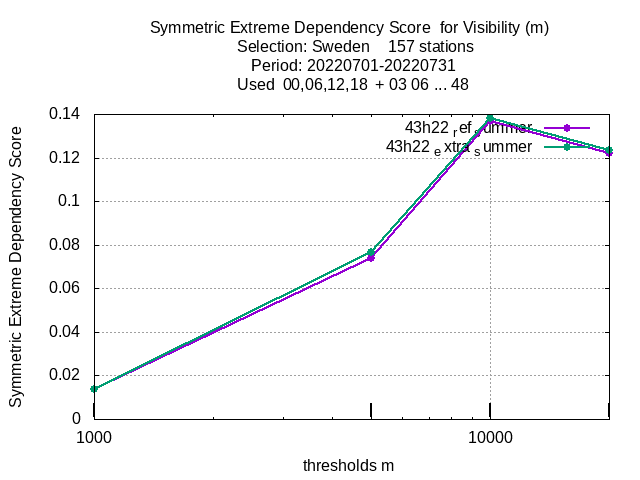 Symmetric Extreme Dependency Score  for Visibility (m)
Selection: Sweden    157 stations
Period: 20220701-20220731
Used  00,06,12,18  + 03 06 ... 48
43h22 ref summer
43h22 extra summer
Symmetric Extreme Dependency Score
0.14
0.12
0.1
0.08
0.06
0.04
0.02
0
1000
10000
thresholds m